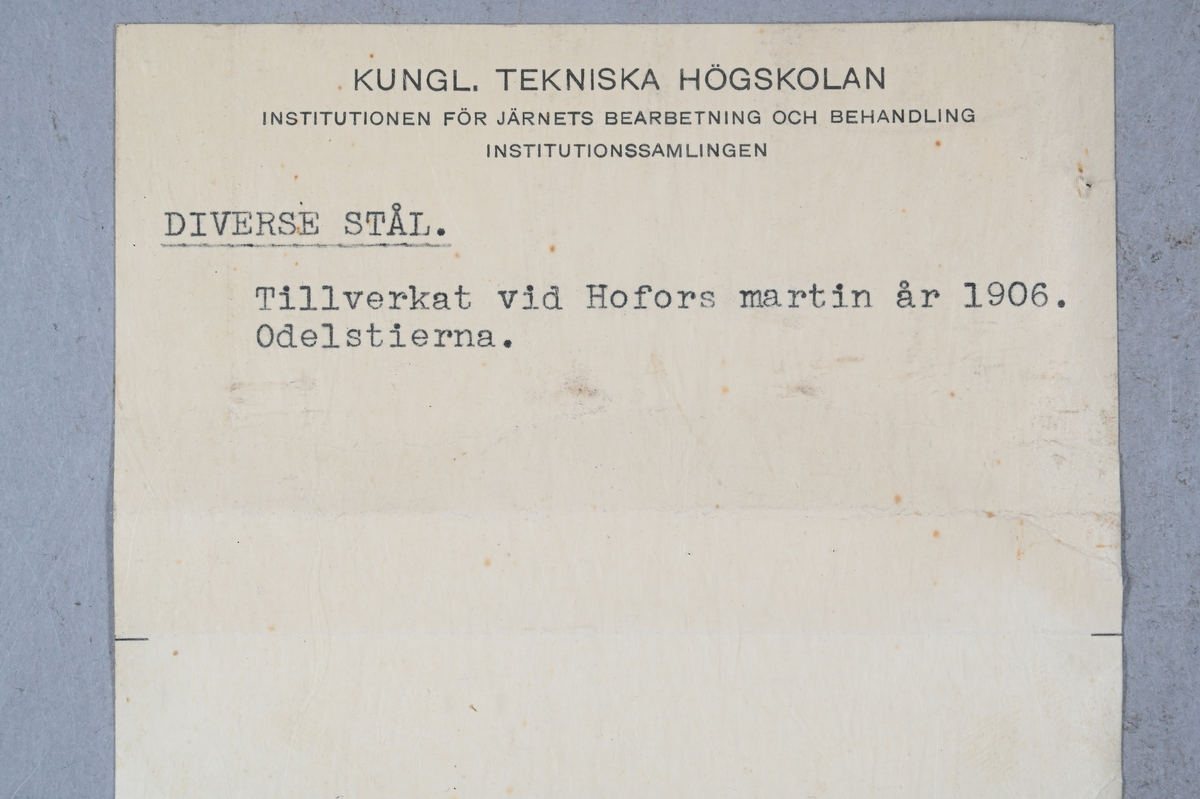 KUNGL. TEKNISKA HÖGSKOLAN
INSTITUTIONEN FÖR JÄRNETS BEARBETNING OCH BEHANDLING
INSTITUTIONSSAMLINGEN
DIVERSE STÅL.
Tillverkat vid Hofors martin år 1906.
Odelstierna.